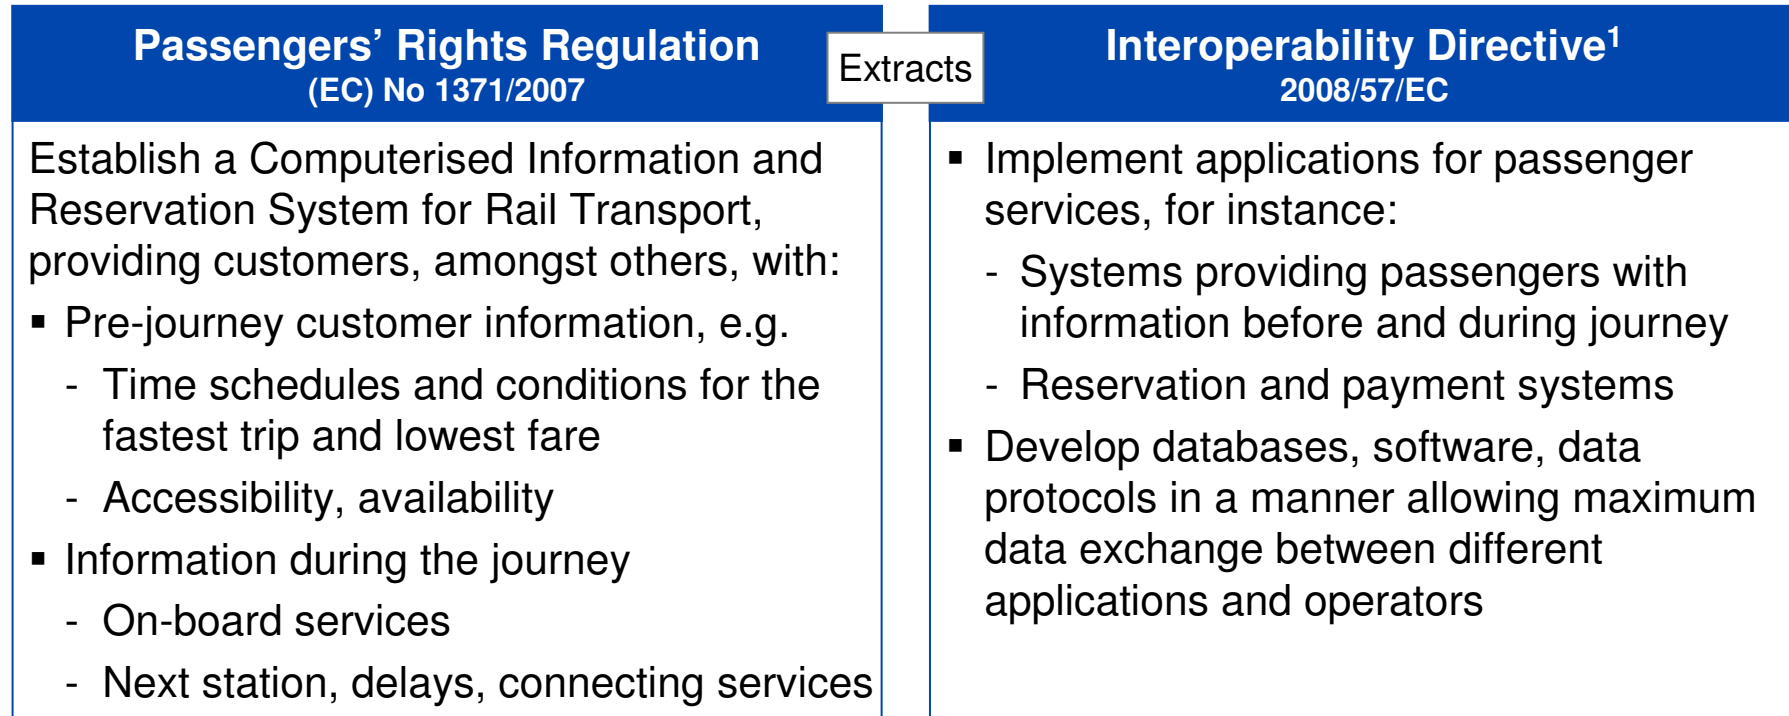 Passengers’ Rights Regulation
(EC) No 1371/2007
Extracts
Interoperability Directive¹
2008/57/EC
Establish a Computerised Information and
Reservation System for Rail Transport,
providing customers, amongst others, with:
▪ Pre-journey customer information, e.g.
- Time schedules and conditions for the
fastest trip and lowest fare
- Accessibility, availability
▪ Information during the journey
- On-board services
- Next station, delays, connecting services
▪ Implement applications for passenger
services, for instance:
- Systems providing passengers with
information before and during journey
- Reservation and payment systems
▪ Develop databases, software, data
protocols in a manner allowing maximum
data exchange between different
applications and operators